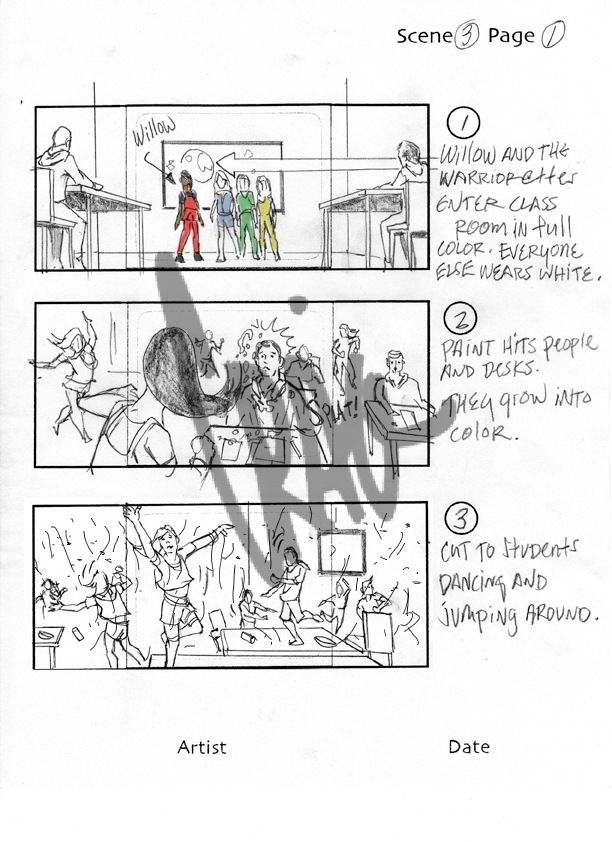 Scene 3 Page 1
1
Willow
Willow AND THE
WARRIORettes
ENTER CLASS
ROOM in full
COLOR. EVERYONE
ELSE WEARS WHITE.
2
PAINT HiTS people
AND DESKS.
THEY GROW INTO
COLOR.
SPLAT!
3
CUT TO STUDENTS
DANCING AND
JUMPING AROUND.
Artist Date